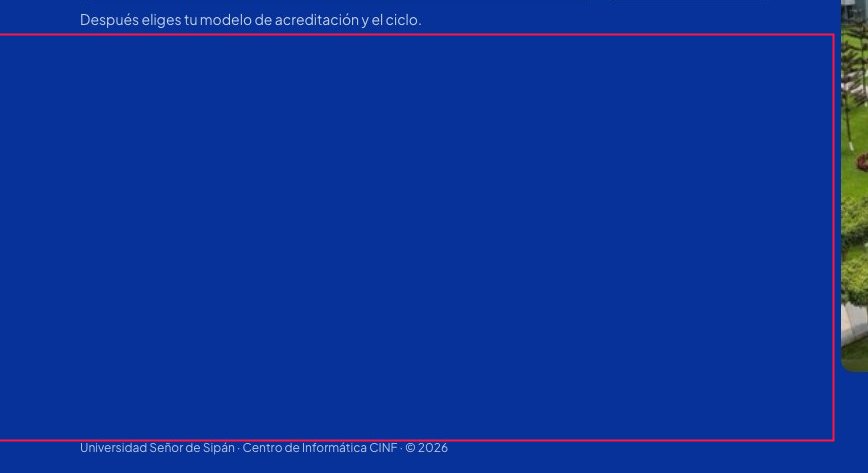 Después eliges tu modelo de acreditación y el ciclo.
Universidad Señor de Sipán · Centro de Informática CINF · © 2026